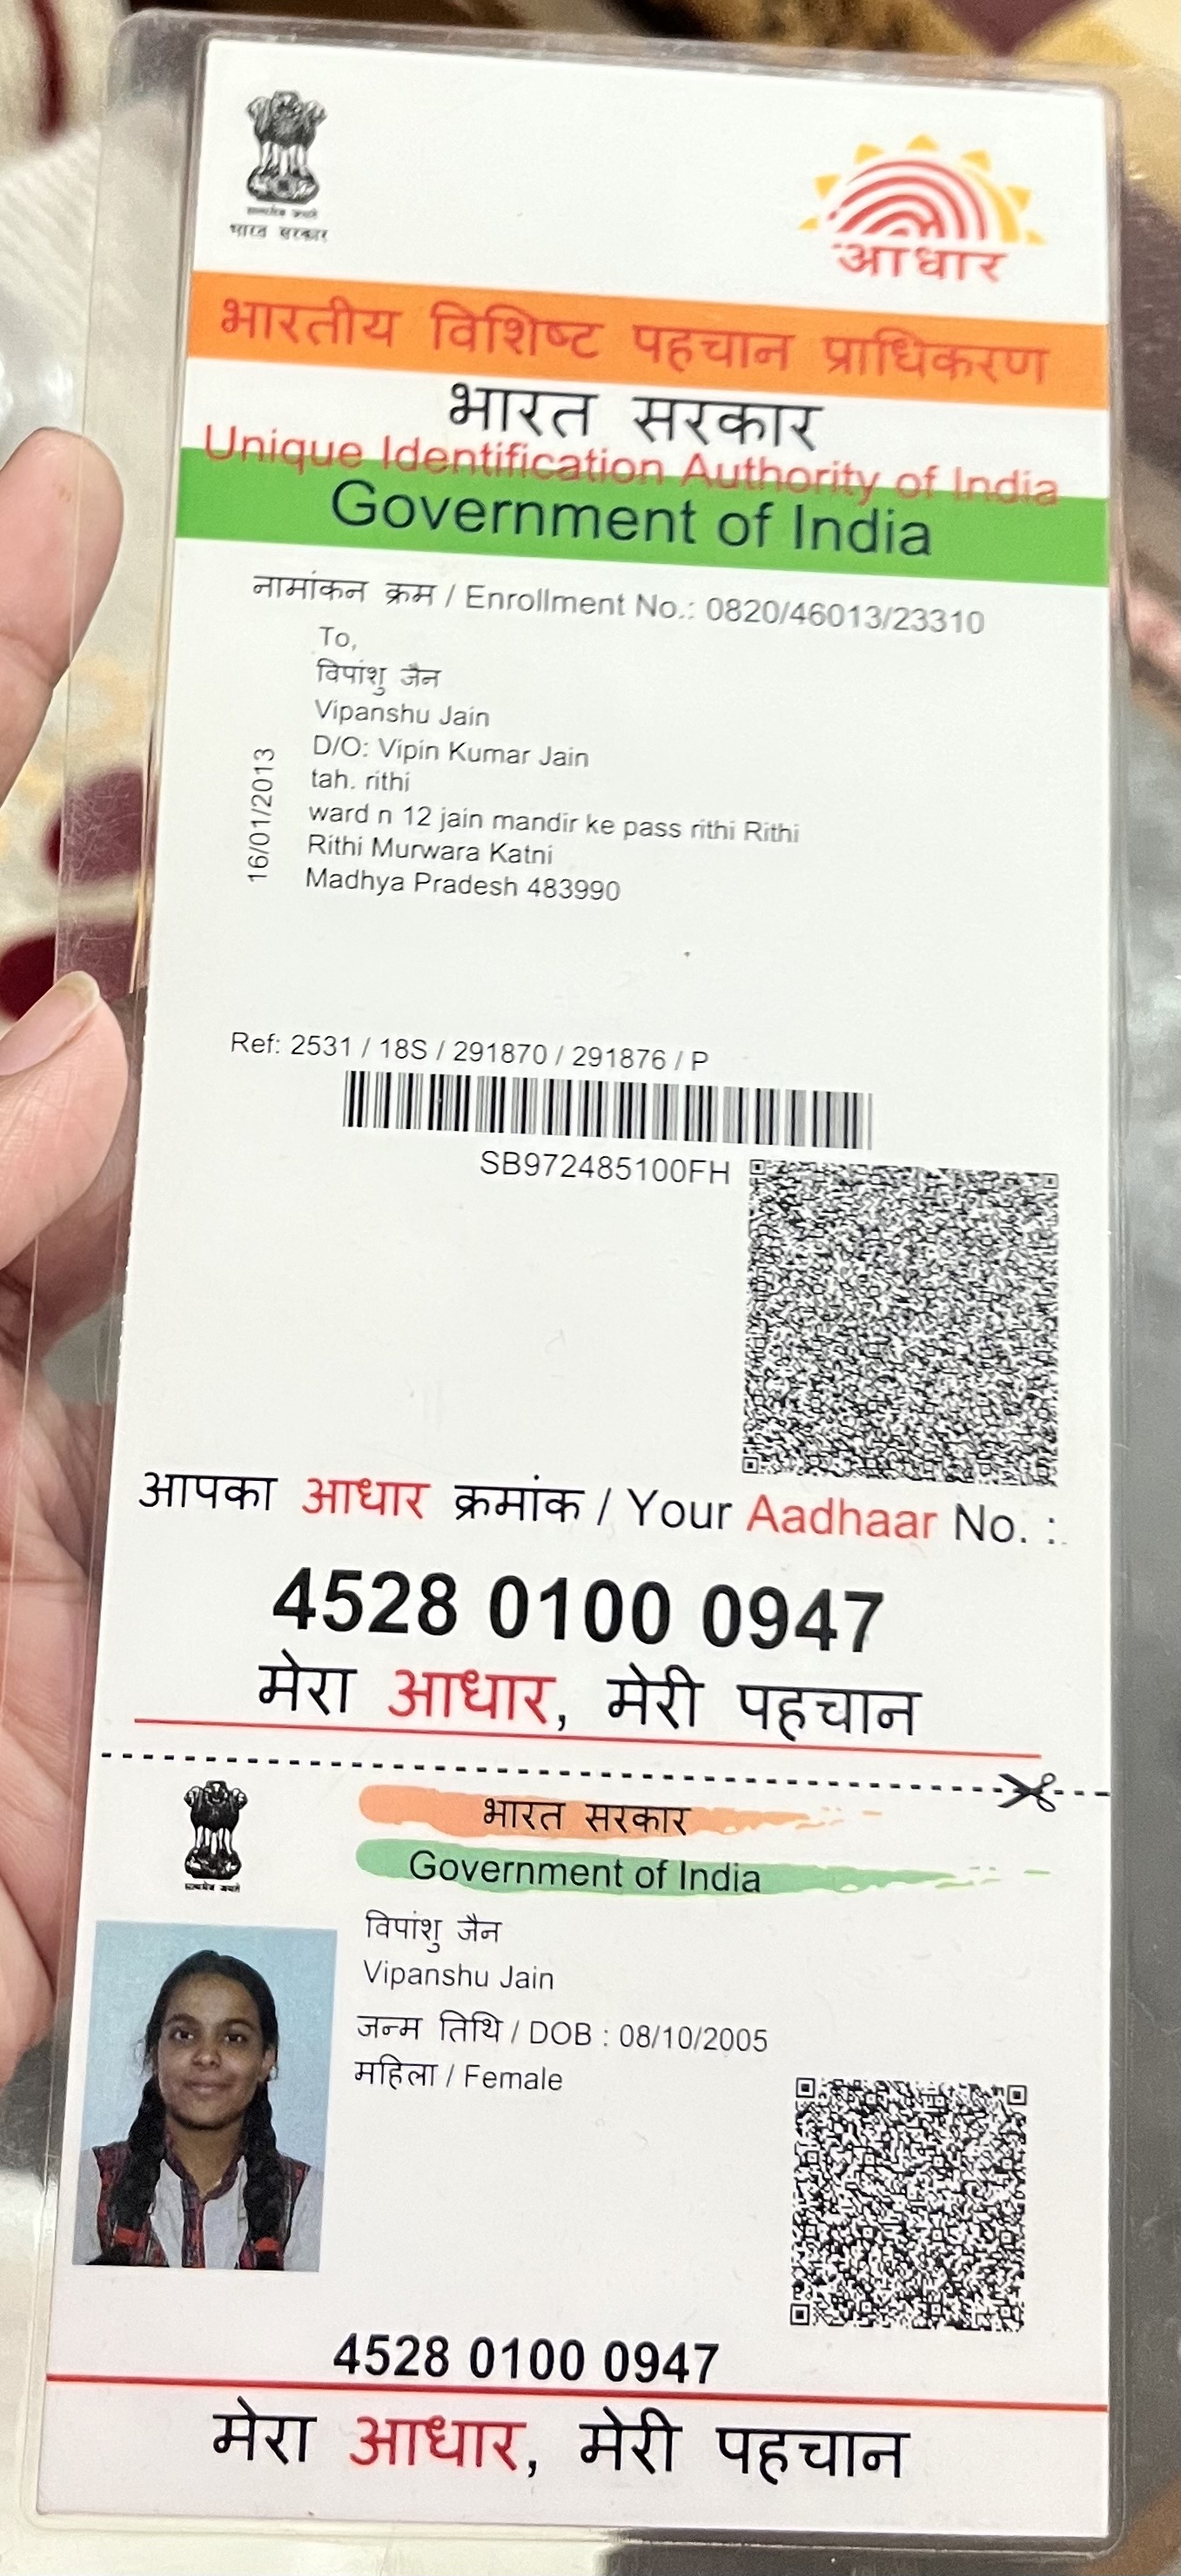 भारत सरकार
आधार
भारतीय विशिष्ट पहचान प्राधिकरण
भारत सरकार
Unique Identification Authority of India
Government of India
नामांकन क्रम / Enrollment No.: 0820/46013/23310
To,
विपांशु जैन
Vipanshu Jain
D/O: Vipin Kumar Jain
tah. rithi
ward n 12 jain mandir ke pass rithi Rithi
Rithi Murwara Katni
Madhya Pradesh 483990
16/01/2013
Ref: 2531 / 18S / 291870 / 291876 / P
SB972485100FH
आपका आधार क्रमांक / Your Aadhaar No. :
4528 0100 0947
मेरा आधार, मेरी पहचान
भारत सरकार
Government of India
विपांशु जैन
Vipanshu Jain
जन्म तिथि / DOB : 08/10/2005
महिला / Female
4528 0100 0947
मेरा आधार, मेरी पहचान